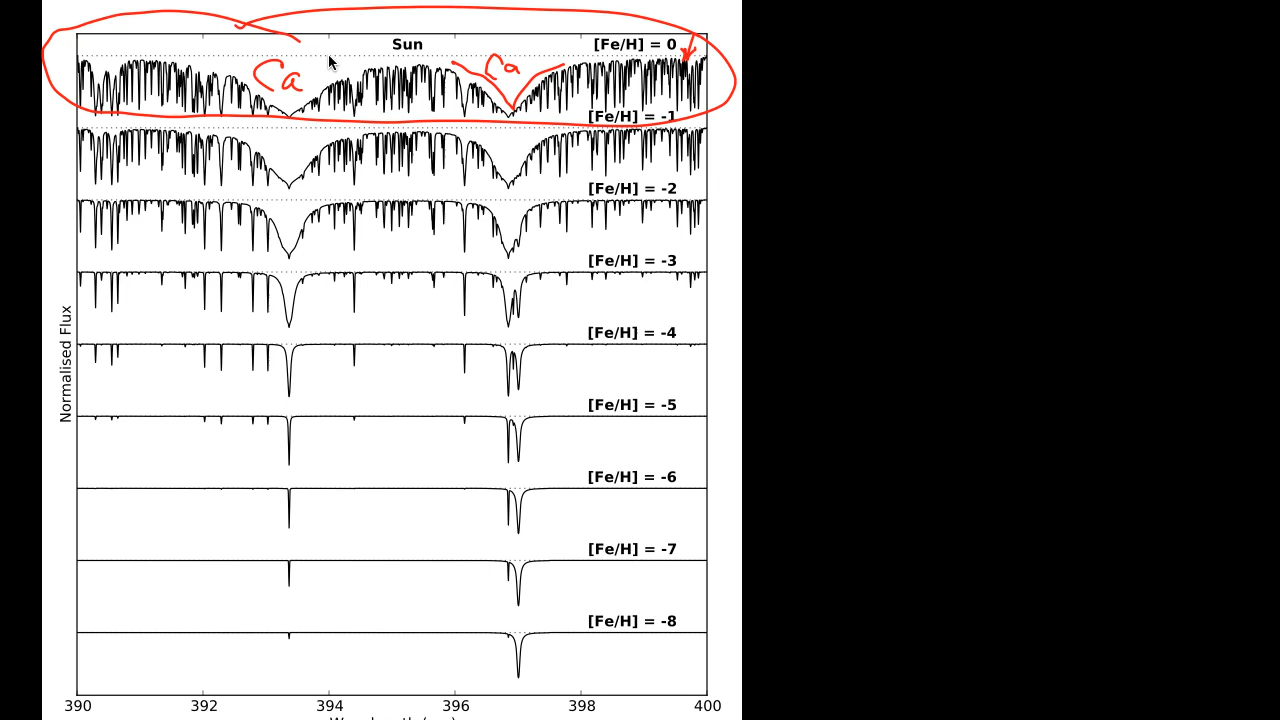 Sun [Fe/H] = 0
Ca Ca
[Fe/H] = -1
[Fe/H] = -2
[Fe/H] = -3
[Fe/H] = -4
[Fe/H] = -5
[Fe/H] = -6
[Fe/H] = -7
[Fe/H] = -8
Normalised Flux
390 392 394 396 398 400